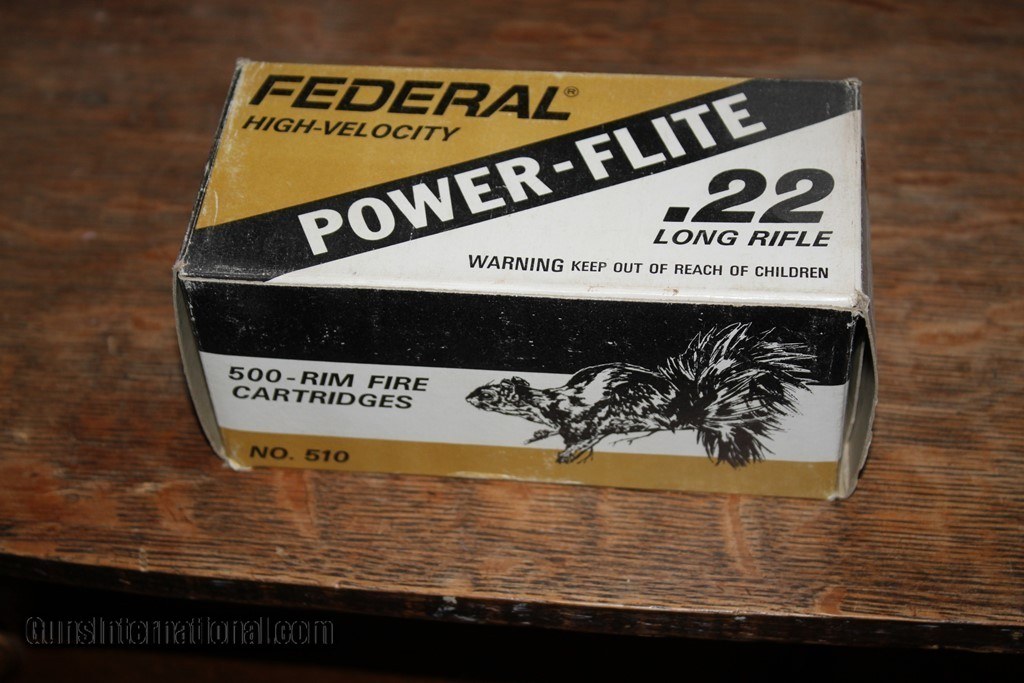 FEDERAL®
HIGH-VELOCITY
POWER-FLITE
.22
LONG RIFLE
WARNING KEEP OUT OF REACH OF CHILDREN
500-RIM FIRE
CARTRIDGES
NO. 510
GunsInternational.com